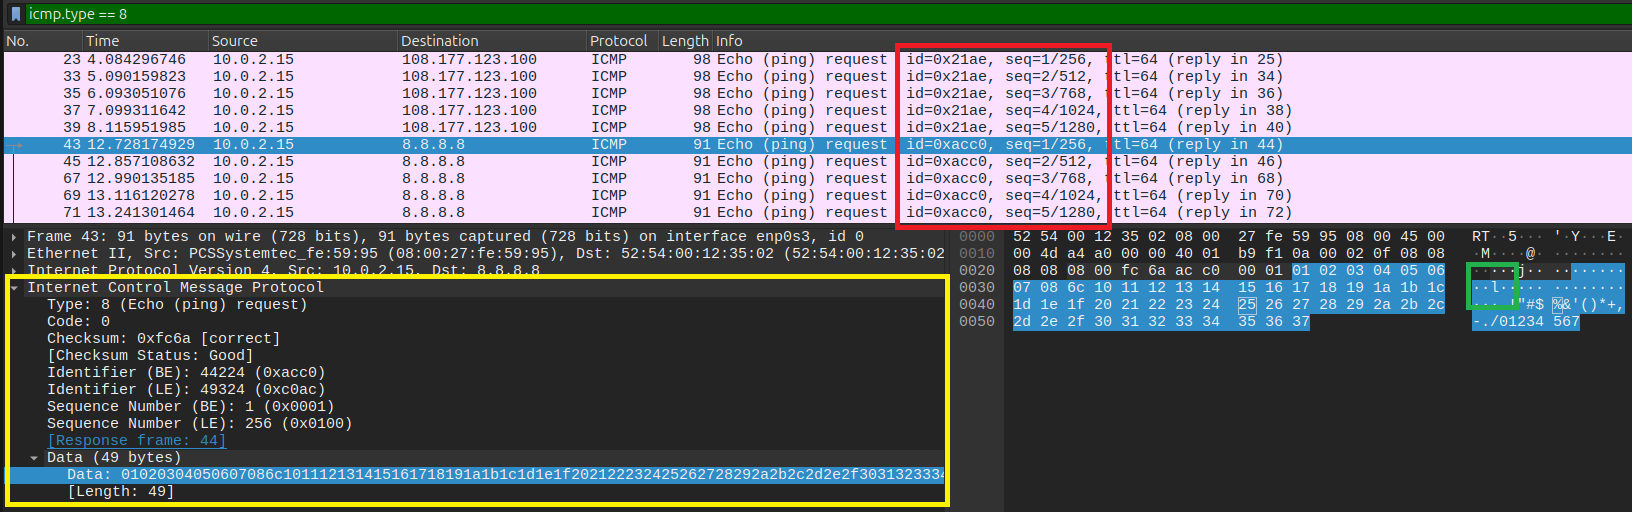 icmp.type == 8
No. Time Source Destination Protocol Length Info
23 4.084296746 10.0.2.15 108.177.123.100 ICMP 98 Echo (ping) request id=0x21ae, seq=1/256, ttl=64 (reply in 25)
33 5.090159823 10.0.2.15 108.177.123.100 ICMP 98 Echo (ping) request id=0x21ae, seq=2/512, ttl=64 (reply in 34)
35 6.093051076 10.0.2.15 108.177.123.100 ICMP 98 Echo (ping) request id=0x21ae, seq=3/768, ttl=64 (reply in 36)
37 7.099311642 10.0.2.15 108.177.123.100 ICMP 98 Echo (ping) request id=0x21ae, seq=4/1024, ttl=64 (reply in 38)
39 8.115951985 10.0.2.15 108.177.123.100 ICMP 98 Echo (ping) request id=0x21ae, seq=5/1280, ttl=64 (reply in 40)
43 12.728174929 10.0.2.15 8.8.8.8 ICMP 91 Echo (ping) request id=0xacc0, seq=1/256, ttl=64 (reply in 44)
45 12.857108632 10.0.2.15 8.8.8.8 ICMP 91 Echo (ping) request id=0xacc0, seq=2/512, ttl=64 (reply in 46)
67 12.990135185 10.0.2.15 8.8.8.8 ICMP 91 Echo (ping) request id=0xacc0, seq=3/768, ttl=64 (reply in 68)
69 13.116120278 10.0.2.15 8.8.8.8 ICMP 91 Echo (ping) request id=0xacc0, seq=4/1024, ttl=64 (reply in 70)
71 13.241301464 10.0.2.15 8.8.8.8 ICMP 91 Echo (ping) request id=0xacc0, seq=5/1280, ttl=64 (reply in 72)
Frame 43: 91 bytes on wire (728 bits), 91 bytes captured (728 bits) on interface enp0s3, id 0
Ethernet II, Src: PCSSystemtec_fe:59:95 (08:00:27:fe:59:95), Dst: 52:54:00:12:35:02 (52:54:00:12:35:02
Internet Protocol Version 4, Src: 10.0.2.15, Dst: 8.8.8.8
Internet Control Message Protocol
Type: 8 (Echo (ping) request)
Code: 0
Checksum: 0xfc6a [correct]
[Checksum Status: Good]
Identifier (BE): 44224 (0xacc0)
Identifier (LE): 49324 (0xc0ac)
Sequence Number (BE): 1 (0x0001)
Sequence Number (LE): 256 (0x0100)
[Response frame: 44]
Data (49 bytes)
Data: 01020304050607086c101112131415161718191a1b1c1d1e1f202122232425262728292a2b2c2d2e2f3031323334
[Length: 49]
0000 52 54 00 12 35 02 08 00 27 fe 59 95 08 00 45 00 RT··5··· '·Y···E·
0010 00 4d a4 a0 00 00 40 01 b9 f1 0a 00 02 0f 08 08 ·M····@· ········
0020 08 08 08 00 fc 6a ac c0 00 01 01 02 03 04 05 06 ·····j·· ········
0030 07 08 6c 10 11 12 13 14 15 16 17 18 19 1a 1b 1c ··l····· ········
0040 1d 1e 1f 20 21 22 23 24 25 26 27 28 29 2a 2b 2c ··· !"#$ %&'()*+,
0050 2d 2e 2f 30 31 32 33 34 35 36 37 -./01234 567